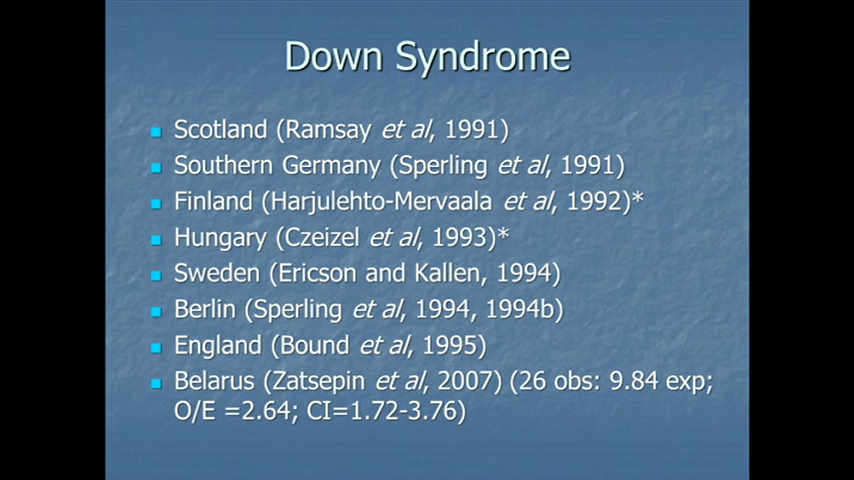 Down Syndrome
Scotland (Ramsay et al, 1991)
Southern Germany (Sperling et al, 1991)
Finland (Harjulehto-Mervaala et al, 1992)*
Hungary (Czeizel et al, 1993)*
Sweden (Ericson and Kallen, 1994)
Berlin (Sperling et al, 1994, 1994b)
England (Bound et al, 1995)
Belarus (Zatsepin et al, 2007) (26 obs: 9.84 exp;
O/E =2.64; CI=1.72-3.76)